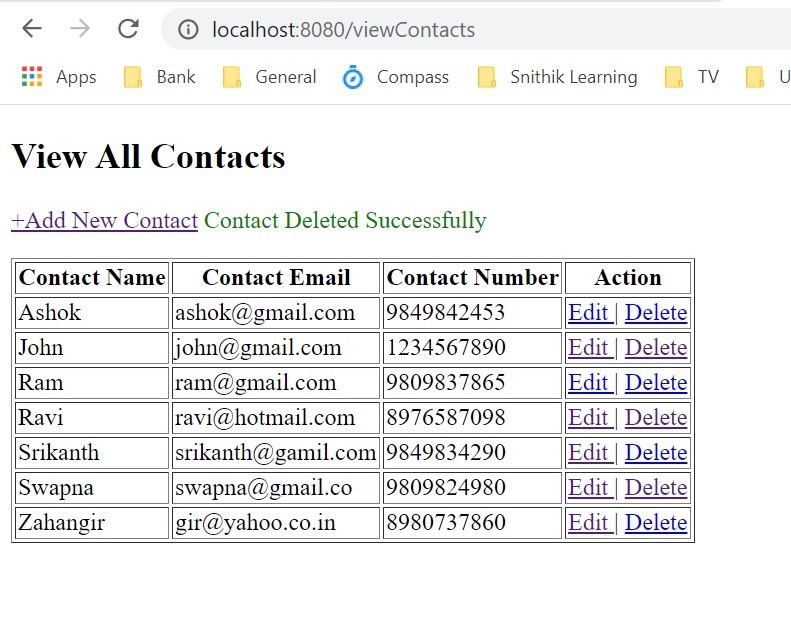 localhost:8080/viewContacts
Apps Bank General Compass Snithik Learning TV U
View All Contacts
+Add New Contact Contact Deleted Successfully
Contact Name Contact Email Contact Number Action
Ashok ashok@gmail.com 9849842453 Edit | Delete
John john@gmail.com 1234567890 Edit | Delete
Ram ram@gmail.com 9809837865 Edit | Delete
Ravi ravi@hotmail.com 8976587098 Edit | Delete
Srikanth srikanth@gamil.com 9849834290 Edit | Delete
Swapna swapna@gmail.co 9809824980 Edit | Delete
Zahangir gir@yahoo.co.in 8980737860 Edit | Delete